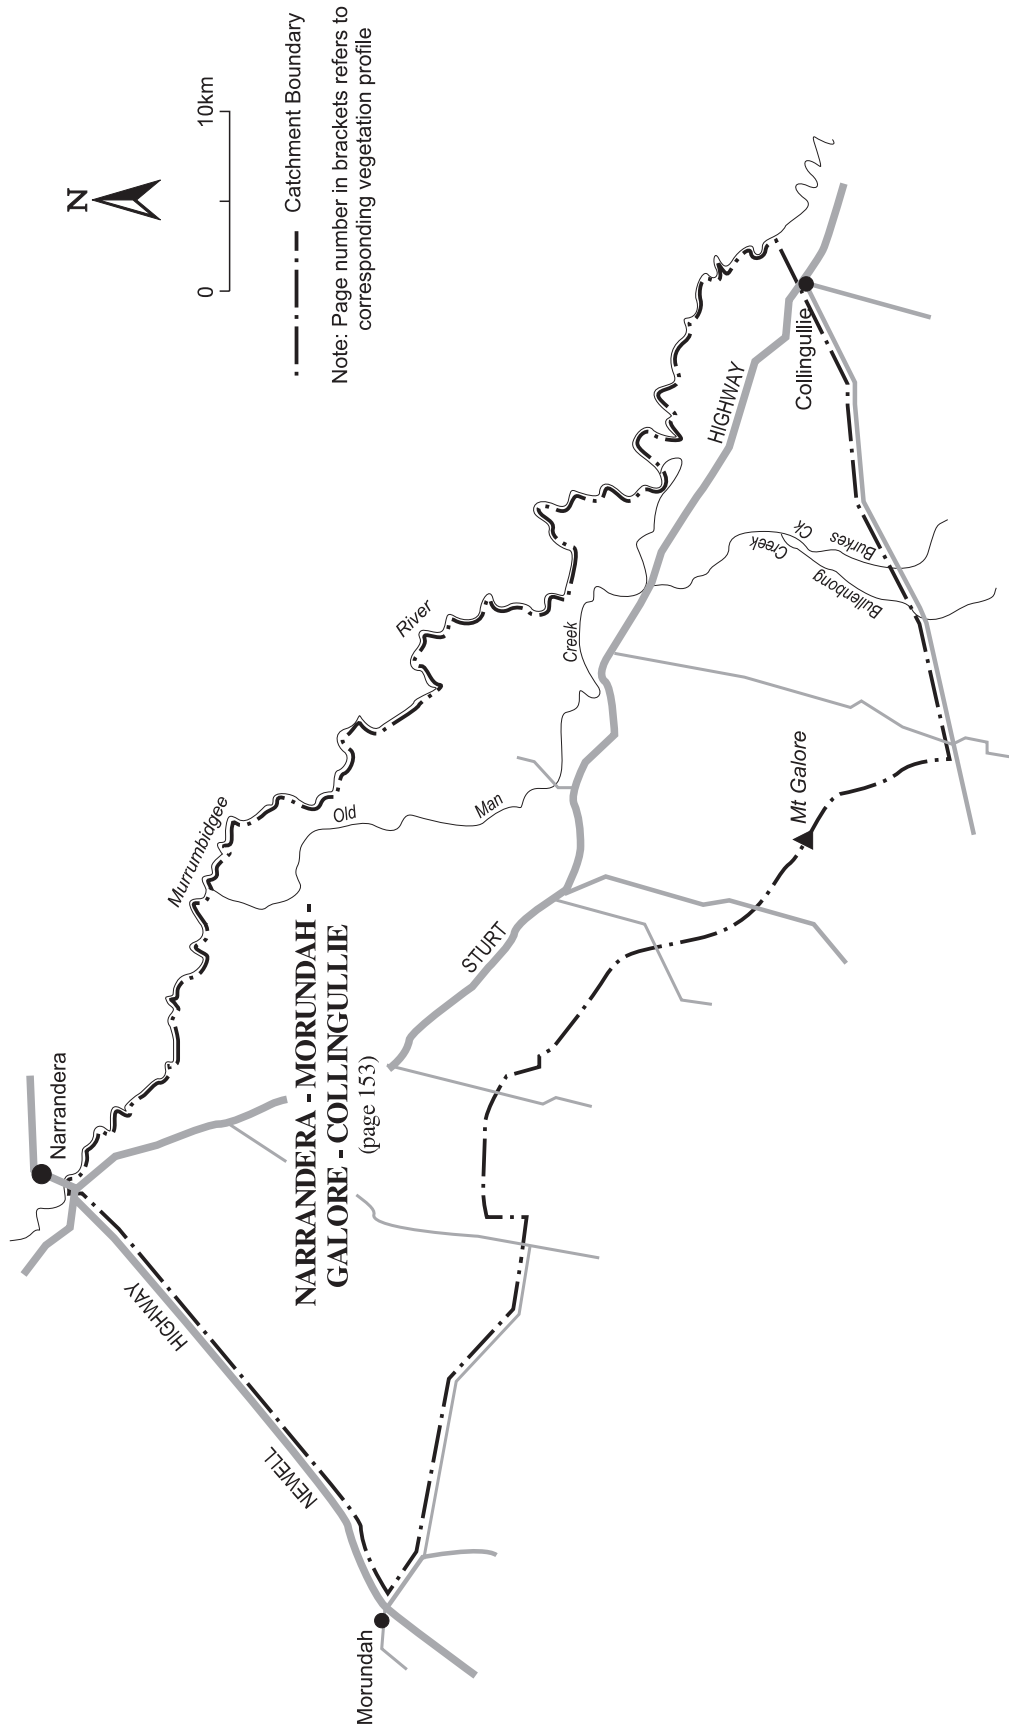 N
0 10km
Catchment Boundary
Note: Page number in brackets refers to
corresponding vegetation profile
Narrandera
Murrumbidgee
River
HIGHWAY
NEWELL
Morundah
NARRANDERA - MORUNDAH -
GALORE - COLLINGULLIE
(page 153)
STURT
HIGHWAY
Old
Man
Creek
Mt Galore
Bullenbong
Creek
Burkes
Ck
Collingullie